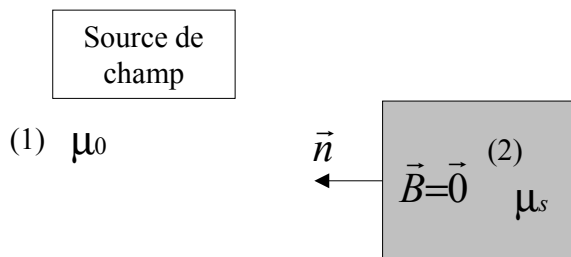 Source de
champ
(1) μ0
n⃗
(2)
B⃗=0⃗
μs